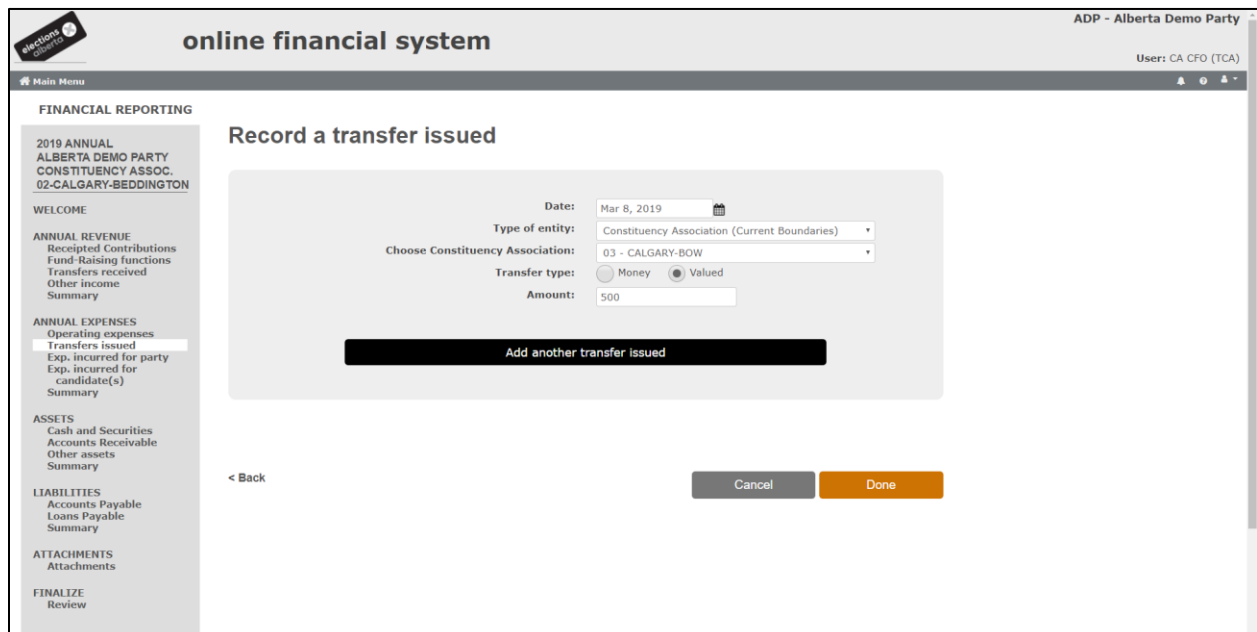 elections
alberta
online financial system
ADP - Alberta Demo Party
User: CA CFO (TCA)
Main Menu
FINANCIAL REPORTING
2019 ANNUAL
ALBERTA DEMO PARTY
CONSTITUENCY ASSOC.
02-CALGARY-BEDDINGTON
WELCOME
ANNUAL REVENUE
Receipted Contributions
Fund-Raising functions
Transfers received
Other income
Summary
ANNUAL EXPENSES
Operating expenses
Transfers issued
Exp. incurred for party
Exp. incurred for
candidate(s)
Summary
ASSETS
Cash and Securities
Accounts Receivable
Other assets
Summary
LIABILITIES
Accounts Payable
Loans Payable
Summary
ATTACHMENTS
Attachments
FINALIZE
Review
Record a transfer issued
Date: Mar 8, 2019
Type of entity: Constituency Association (Current Boundaries)
Choose Constituency Association: 03 - CALGARY-BOW
Transfer type: Money Valued
Amount: 500
Add another transfer issued
< Back Cancel Done